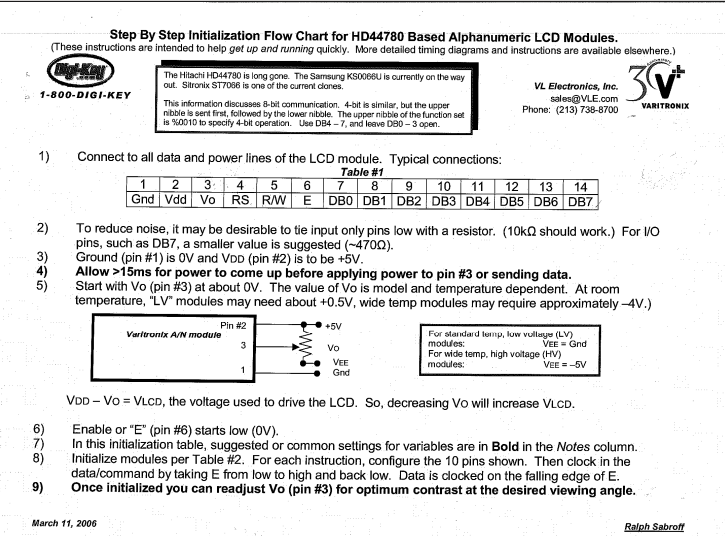 Step By Step Initialization Flow Chart for HD44780 Based Alphanumeric LCD Modules.
(These instructions are intended to help get up and running quickly. More detailed timing diagrams and instructions are available elsewhere.)
Digi-Key
1-800-DIGI-KEY
The Hitachi HD44780 is long gone. The Samsung KS0066U is currently on the way
out. Sitronix ST7066 is one of the current clones.
This information discusses 8-bit communication. 4-bit is similar, but the upper
nibble is sent first, followed by the lower nibble. The upper nibble of the function set
is %0010 to specify 4-bit operation. Use DB4 – 7, and leave DB0 – 3 open.
VL Electronics, Inc.
sales@VLE.com
Phone: (213) 738-8700
30 V+
VARITRONIX
1) Connect to all data and power lines of the LCD module. Typical connections:
Table #1
1 2 3 4 5 6 7 8 9 10 11 12 13 14
Gnd Vdd Vo RS R/W E DB0 DB1 DB2 DB3 DB4 DB5 DB6 DB7
2) To reduce noise, it may be desirable to tie input only pins low with a resistor. (10kΩ should work.) For I/O
pins, such as DB7, a smaller value is suggested (~470Ω).
3) Ground (pin #1) is 0V and VDD (pin #2) is to be +5V.
4) Allow >15ms for power to come up before applying power to pin #3 or sending data.
5) Start with Vo (pin #3) at about 0V. The value of Vo is model and temperature dependent. At room
temperature, "LV" modules may need about +0.5V, wide temp modules may require approximately –4V.)
Pin #2
Varitronix A/N module
3
1
+5V
Vo
VEE
Gnd
For standard temp, low voltage (LV)
modules: VEE = Gnd
For wide temp, high voltage (HV)
modules: VEE = –5V
VDD – VO = VLCD, the voltage used to drive the LCD. So, decreasing VO will increase VLCD.
6) Enable or "E" (pin #6) starts low (0V).
7) In this initialization table, suggested or common settings for variables are in Bold in the Notes column.
8) Initialize modules per Table #2. For each instruction, configure the 10 pins shown. Then clock in the
data/command by taking E from low to high and back low. Data is clocked on the falling edge of E.
9) Once initialized you can readjust Vo (pin #3) for optimum contrast at the desired viewing angle.
March 11, 2006
Ralph Sabroff